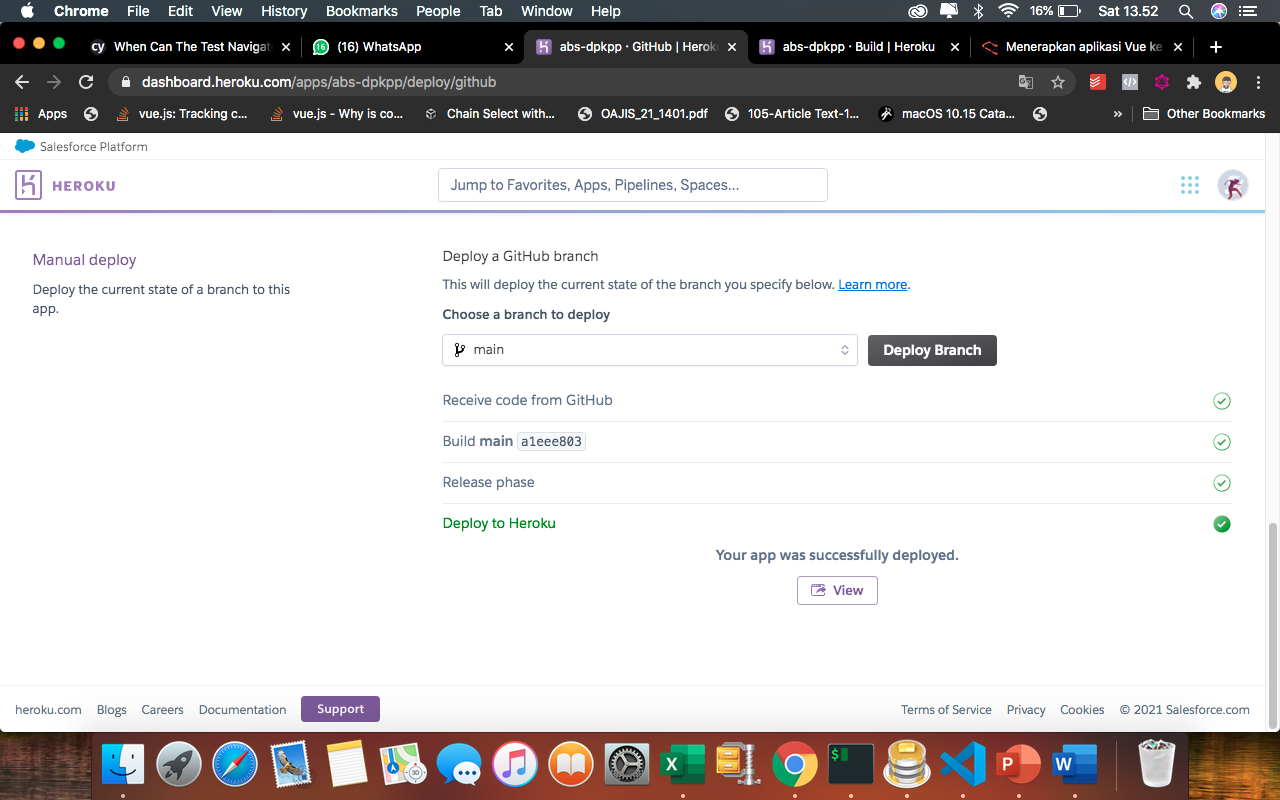 Chrome File Edit View History Bookmarks People Tab Window Help 16% Sat 13.52
cy When Can The Test Navigat 16 (16) WhatsApp abs-dpkpp · GitHub | Heroku abs-dpkpp · Build | Heroku Menerapkan aplikasi Vue ke
dashboard.heroku.com/apps/abs-dpkpp/deploy/github
Apps vue.js: Tracking c... vue.js - Why is co... Chain Select with... OAJIS_21_1401.pdf 105-Article Text-1... macOS 10.15 Cata... » Other Bookmarks
Salesforce Platform
HEROKU Jump to Favorites, Apps, Pipelines, Spaces...
Manual deploy
Deploy the current state of a branch to this
app.
Deploy a GitHub branch
This will deploy the current state of the branch you specify below. Learn more.
Choose a branch to deploy
main Deploy Branch
Receive code from GitHub
Build main a1eee803
Release phase
Deploy to Heroku
Your app was successfully deployed.
View
heroku.com Blogs Careers Documentation Support Terms of Service Privacy Cookies © 2021 Salesforce.com
3D X $ P W